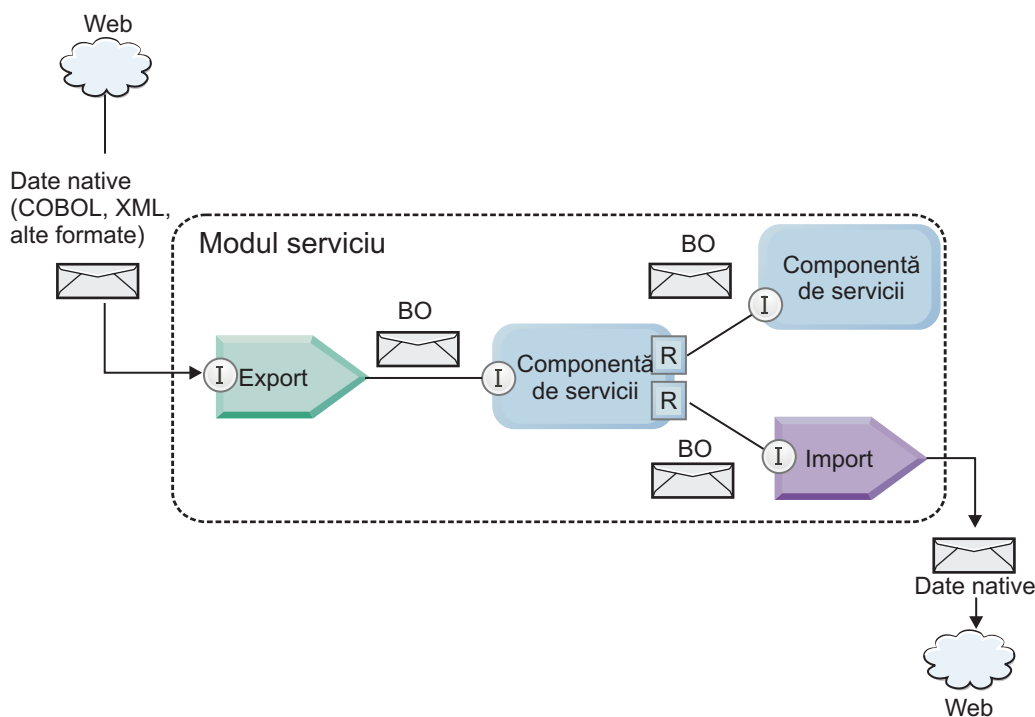 Web
Date native
(COBOL, XML,
alte formate)
Modul serviciu
BO
I
Export
BO
I
Componentă
de servicii
R
R
I
Componentă
de servicii
BO
I
Import
Date native
Web